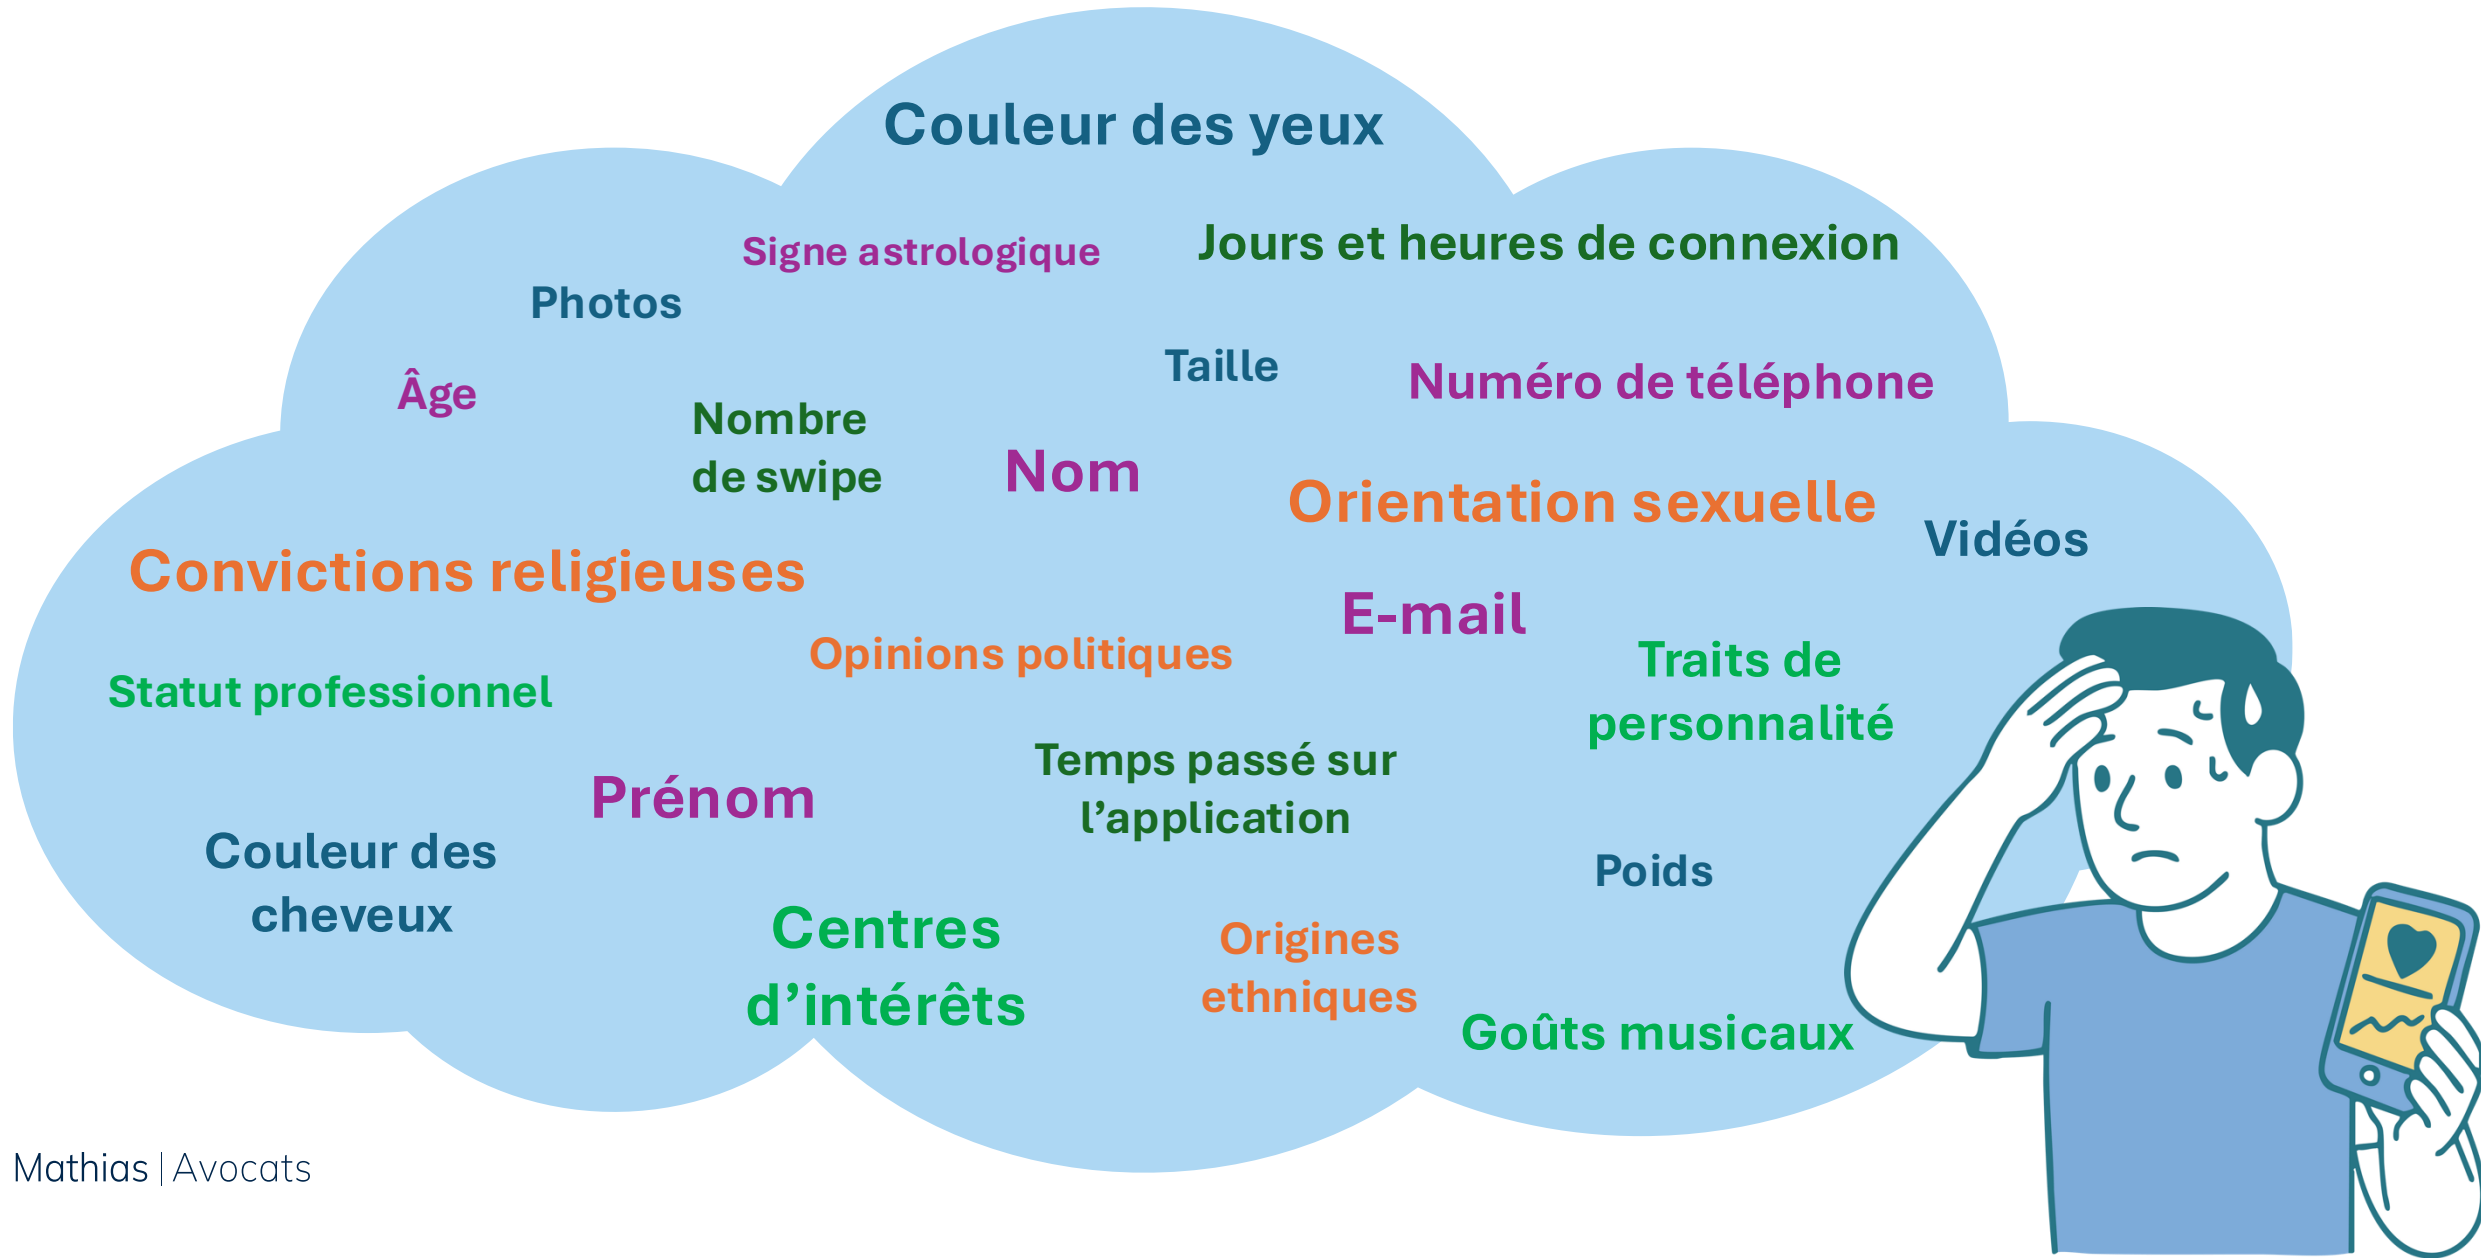 Couleur des yeux
Signe astrologique
Jours et heures de connexion
Photos
Taille
Âge
Numéro de téléphone
Nombre
de swipe
Nom
Orientation sexuelle
Vidéos
Convictions religieuses
E-mail
Opinions politiques
Traits de
personnalité
Statut professionnel
Temps passé sur
l’application
Prénom
Couleur des
cheveux
Poids
Centres
d’intérêts
Origines
ethniques
Goûts musicaux
Mathias | Avocats